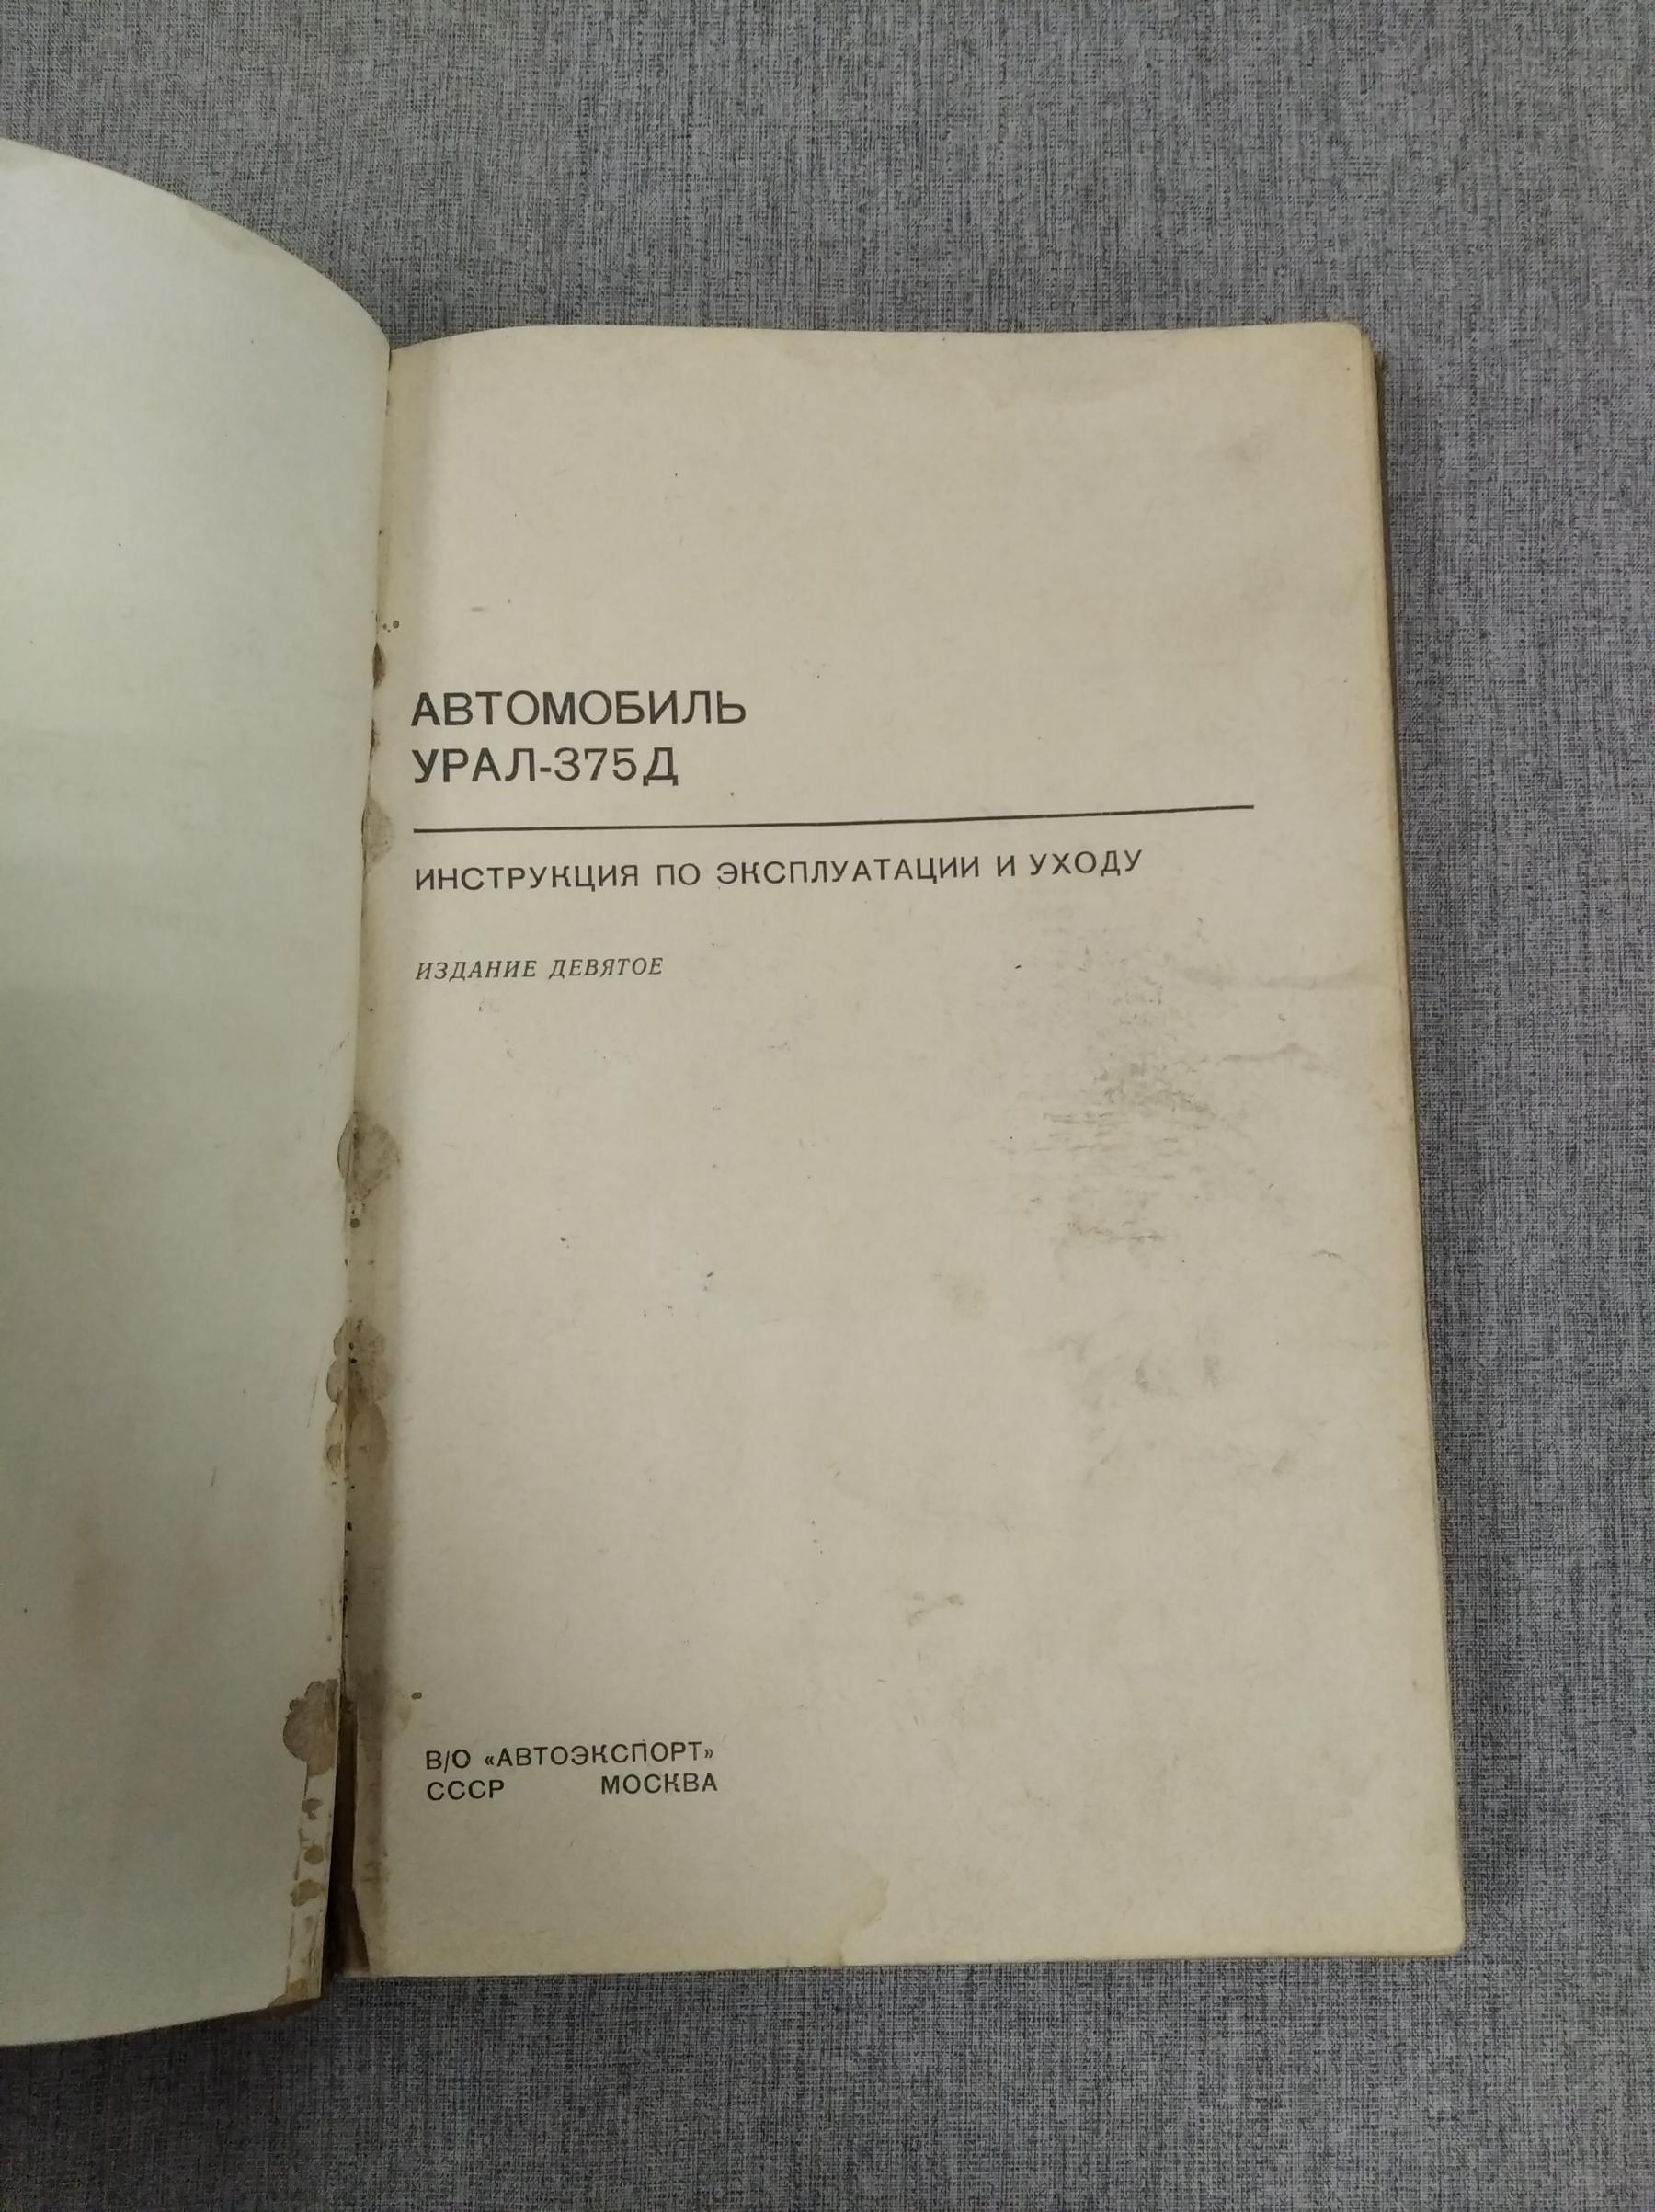 АВТОМОБИЛЬ
УРАЛ-375Д
ИНСТРУКЦИЯ ПО ЭКСПЛУАТАЦИИ И УХОДУ
ИЗДАНИЕ ДЕВЯТОЕ
В/О «АВТОЭКСПОРТ»
СССР МОСКВА